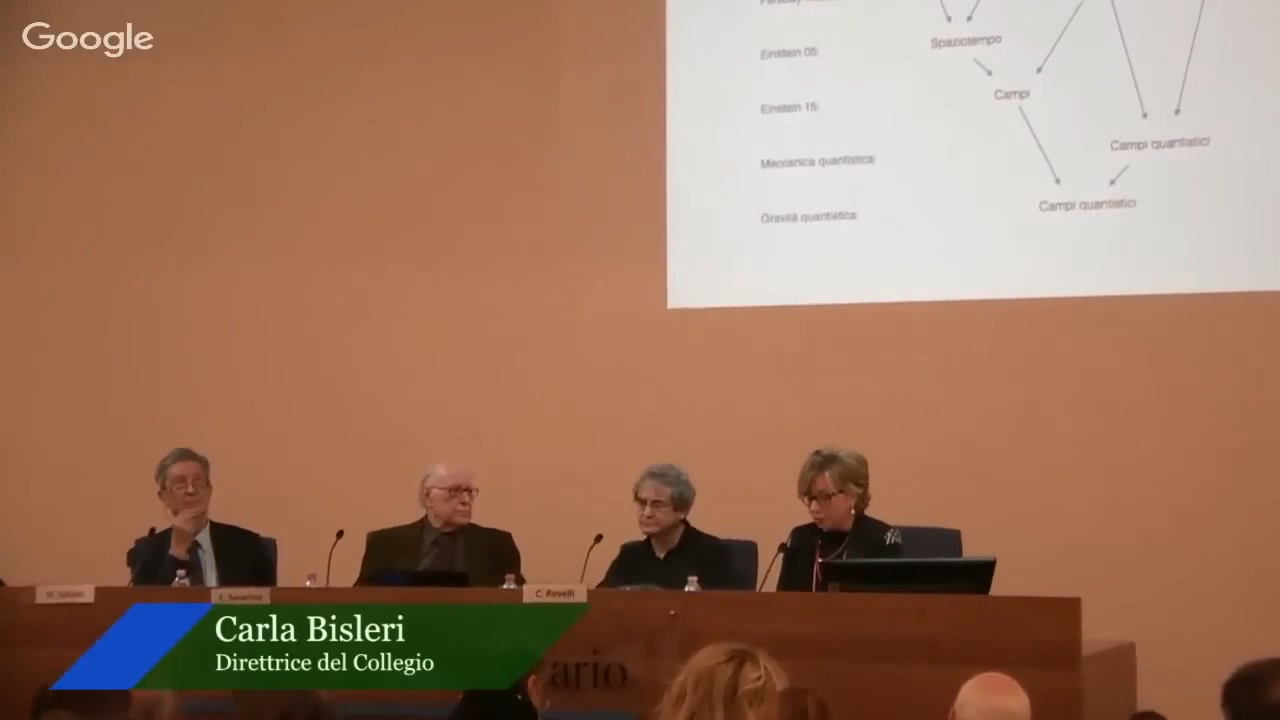 Google
Einstein 05:
Spaziotempo
Einstein 15:
Campi
Meccanica quantistica:
Campi quantistici
Gravità quantistica:
Campi quantistici
C. Rovelli
Carla Bisleri
Direttrice del Collegio
ario